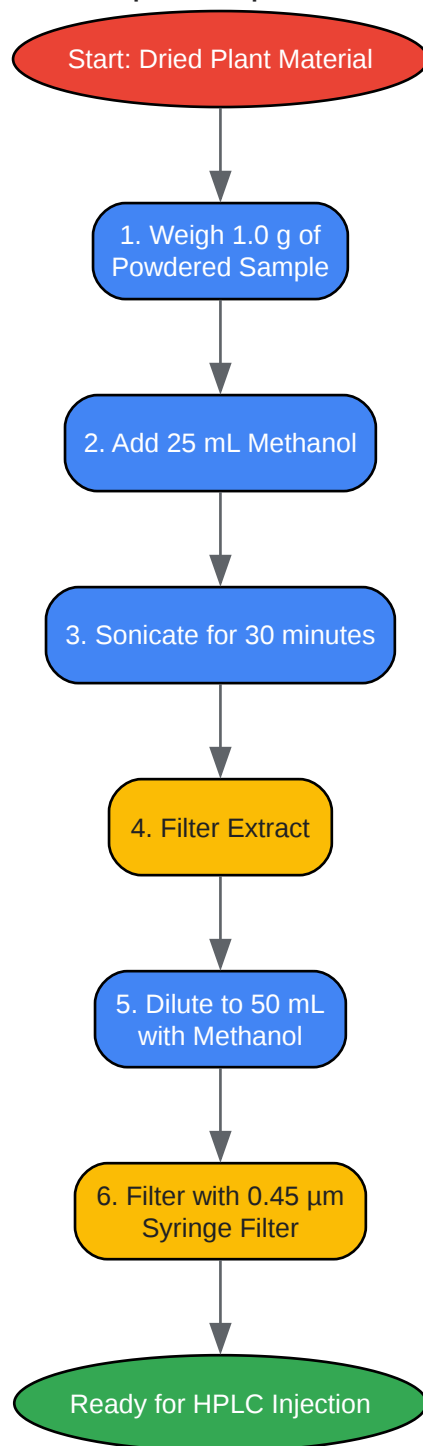 Start: Dried Plant Material
1. Weigh 1.0 g of
Powdered Sample
2. Add 25 mL Methanol
3. Sonicate for 30 minutes
4. Filter Extract
5. Dilute to 50 mL
with Methanol
6. Filter with 0.45 µm
Syringe Filter
Ready for HPLC Injection